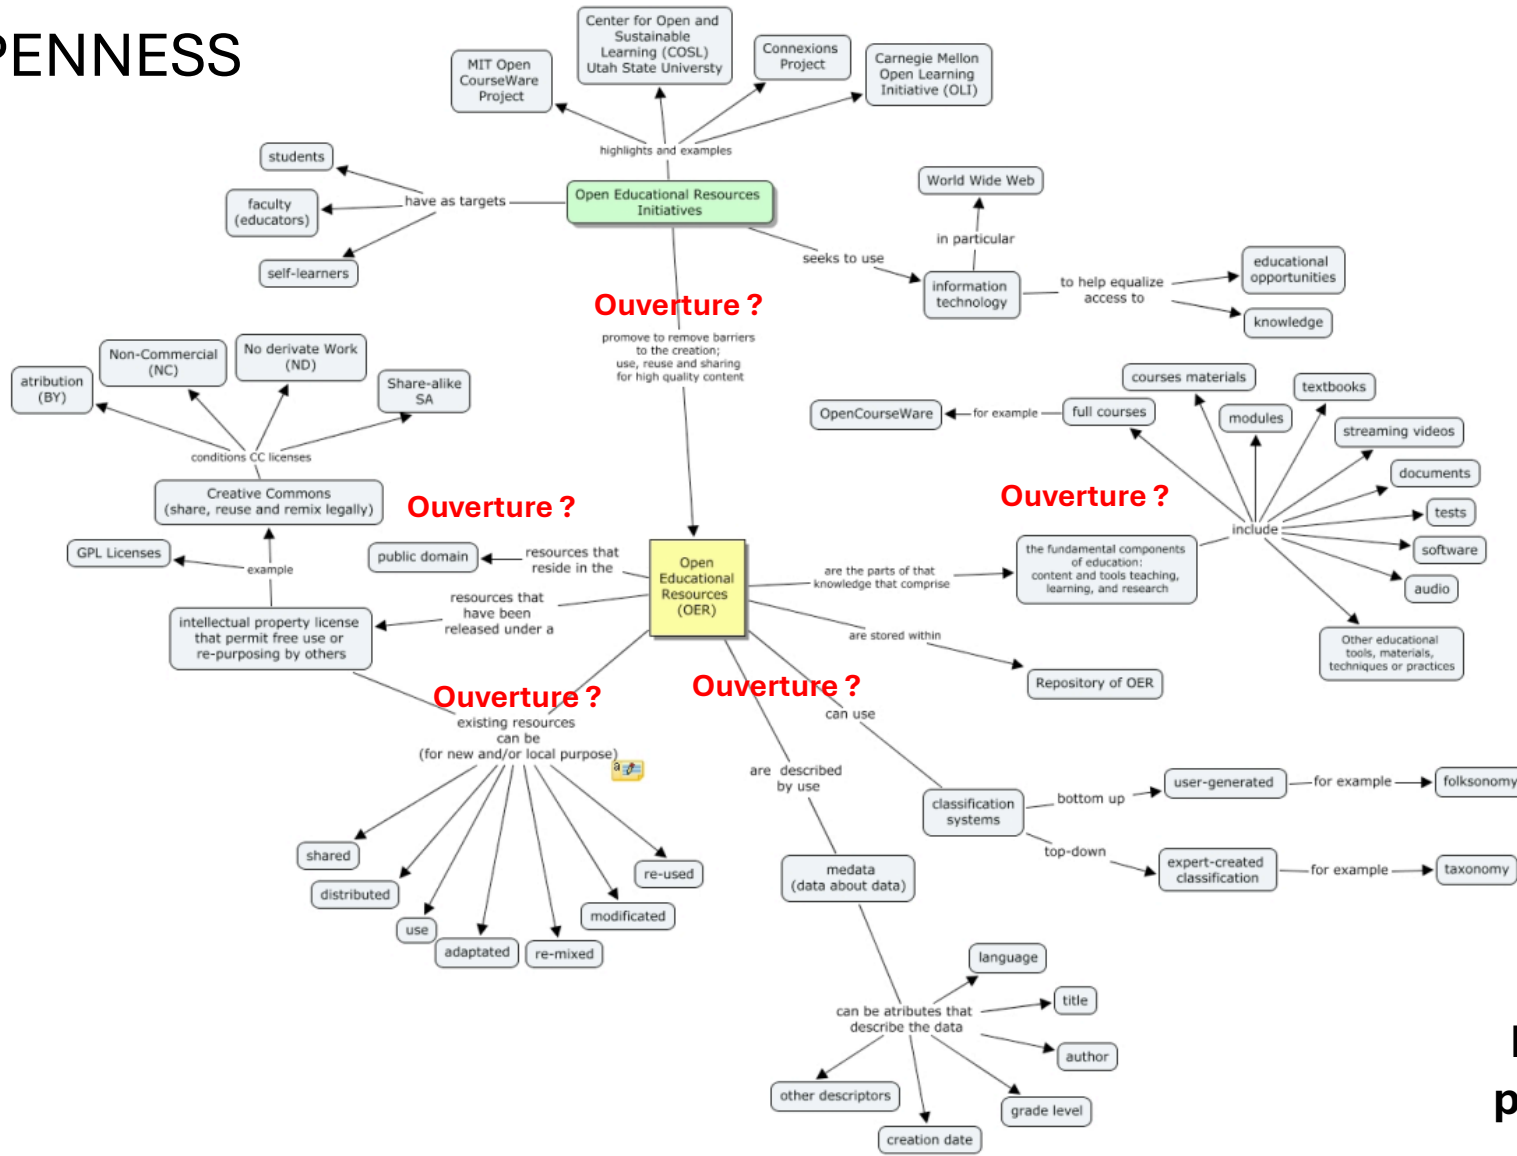 PENNESS
Center for Open and
Sustainable
Learning (COSL)
Utah State Universty
MIT Open
CourseWare
Project
Connexions
Project
Carnegie Mellon
Open Learning
Initiative (OLI)
highlights and examples
students
faculty
(educators)
self-learners
have as targets
Open Educational Resources
Initiatives
World Wide Web
in particular
seeks to use
information
technology
to help equalize
access to
educational
opportunities
knowledge
Ouverture ?
promove to remove barriers
to the creation;
use, reuse and sharing
for high quality content
atribution
(BY)
Non-Commercial
(NC)
No derivate Work
(ND)
Share-alike
SA
conditions CC licenses
Creative Commons
(share, reuse and remix legally)
GPL Licenses
example
intellectual property license
that permit free use or
re-purposing by others
Ouverture ?
public domain
resources that
reside in the
resources that
have been
released under a
Open
Educational
Resources
(OER)
OpenCourseWare
for example
full courses
courses materials
modules
textbooks
streaming videos
documents
tests
software
audio
Other educational
tools, materials,
techniques or practices
include
Ouverture ?
are the parts of that
knowledge that comprise
the fundamental components
of education:
content and tools teaching,
learning, and research
are stored within
Repository of OER
Ouverture ?
existing resources
can be
(for new and/or local purpose)
a
shared
distributed
use
adaptated
re-mixed
modificated
re-used
Ouverture ?
can use
are described
by use
classification
systems
bottom up
user-generated
for example
folksonomy
top-down
expert-created
classification
for example
taxonomy
medata
(data about data)
can be atributes that
describe the data
language
title
author
grade level
creation date
other descriptors
p